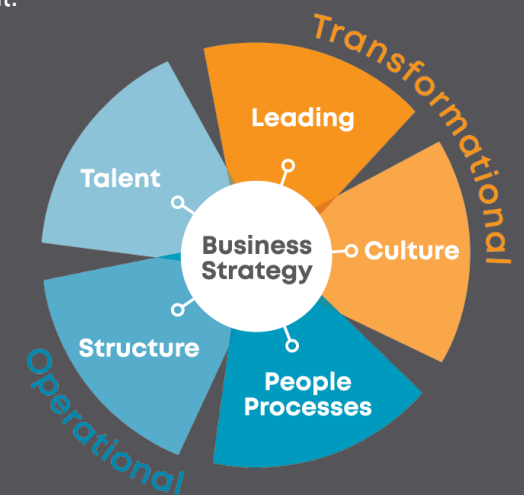 Transformational
Leading
Talent
Culture
Business
Strategy
Structure
People
Processes
Operational